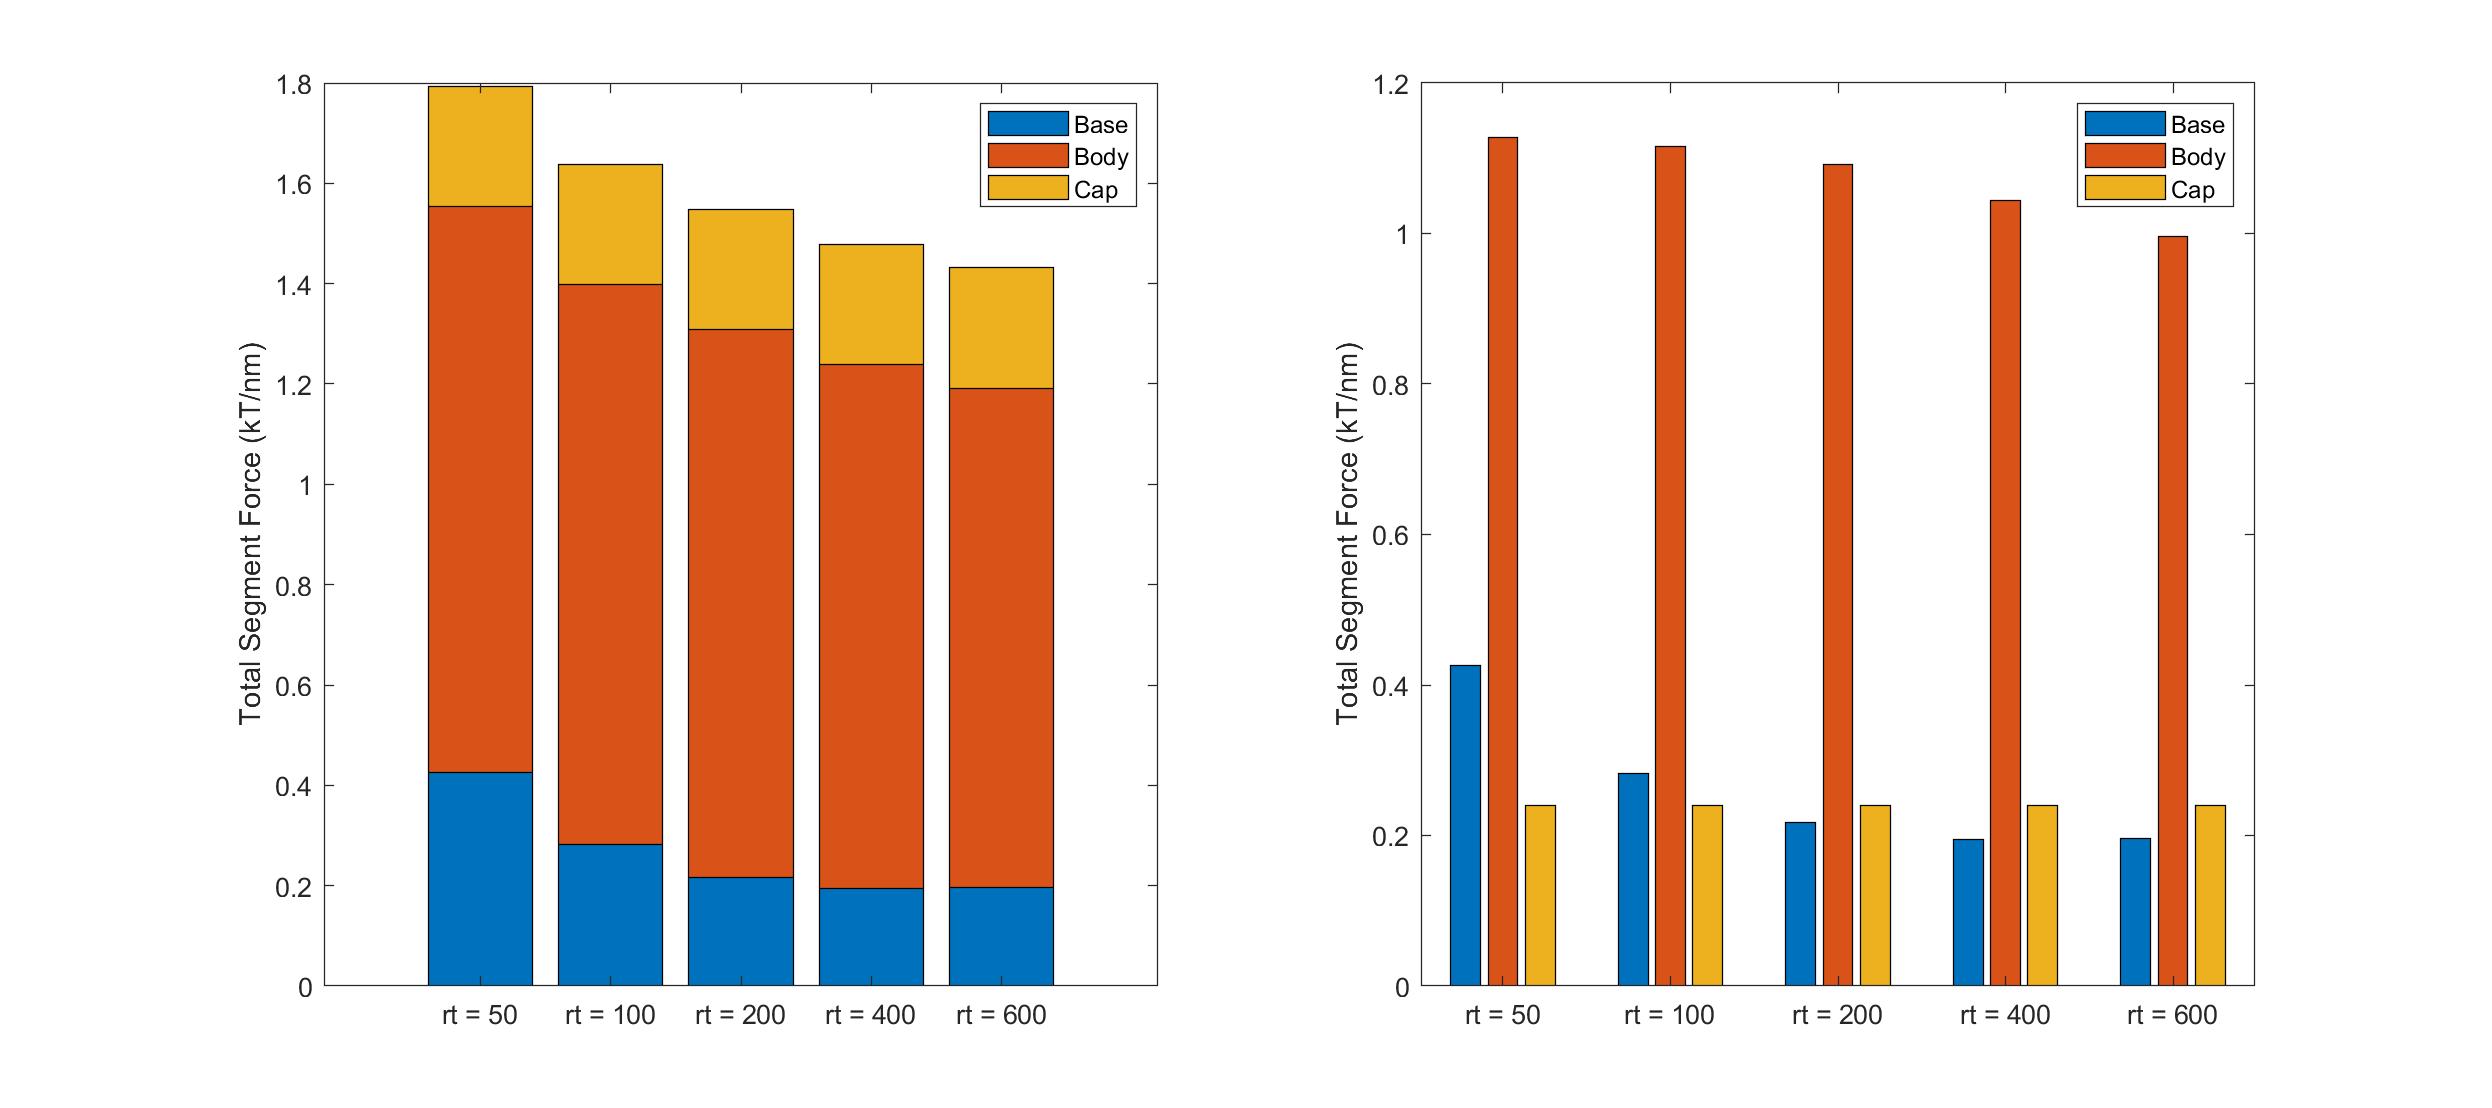 Total Segment Force (kT/nm)
1.8
1.6
1.4
1.2
1
0.8
0.6
0.4
0.2
0
rt = 50 rt = 100 rt = 200 rt = 400 rt = 600
Base
Body
Cap
Total Segment Force (kT/nm)
1.2
1
0.8
0.6
0.4
0.2
0
rt = 50 rt = 100 rt = 200 rt = 400 rt = 600
Base
Body
Cap